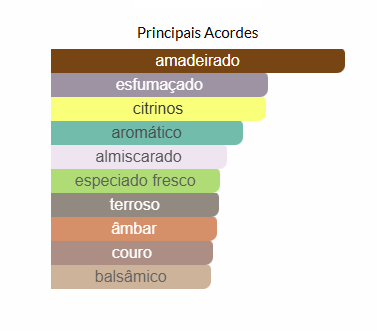 Principais Acordes
amadeirado
esfumaçado
citrinos
aromático
almiscarado
especiado fresco
terroso
âmbar
couro
balsâmico